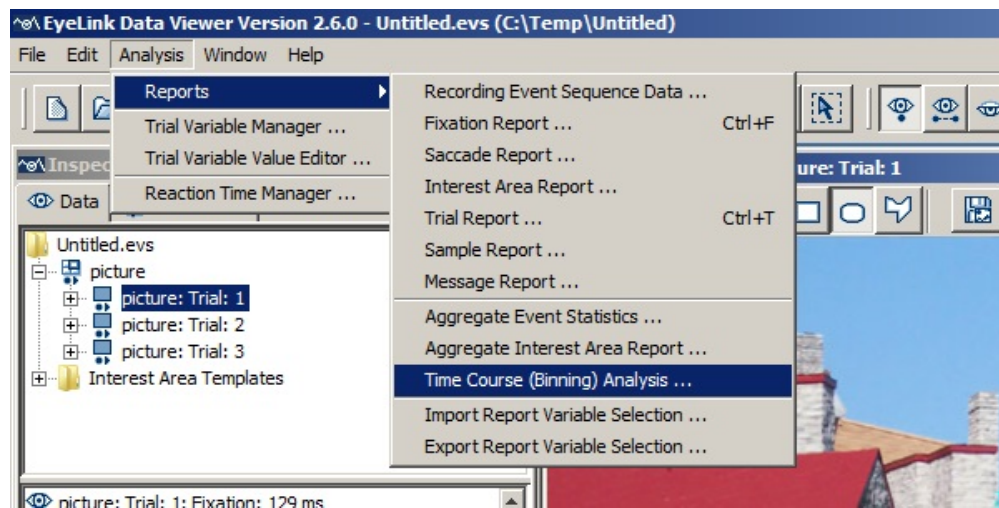 EyeLink Data Viewer Version 2.6.0 - Untitled.evs (C:\Temp\Untitled)
File Edit Analysis Window Help
Reports
Trial Variable Manager ...
Trial Variable Value Editor ...
Reaction Time Manager ...
Recording Event Sequence Data ...
Fixation Report ... Ctrl+F
Saccade Report ...
Interest Area Report ...
Trial Report ... Ctrl+T
Sample Report ...
Message Report ...
Aggregate Event Statistics ...
Aggregate Interest Area Report ...
Time Course (Binning) Analysis ...
Import Report Variable Selection ...
Export Report Variable Selection ...
Inspec
Data
Untitled.evs
picture
picture: Trial: 1
picture: Trial: 2
picture: Trial: 3
Interest Area Templates
picture: Trial: 1: Fixation: 129 ms
ure: Trial: 1